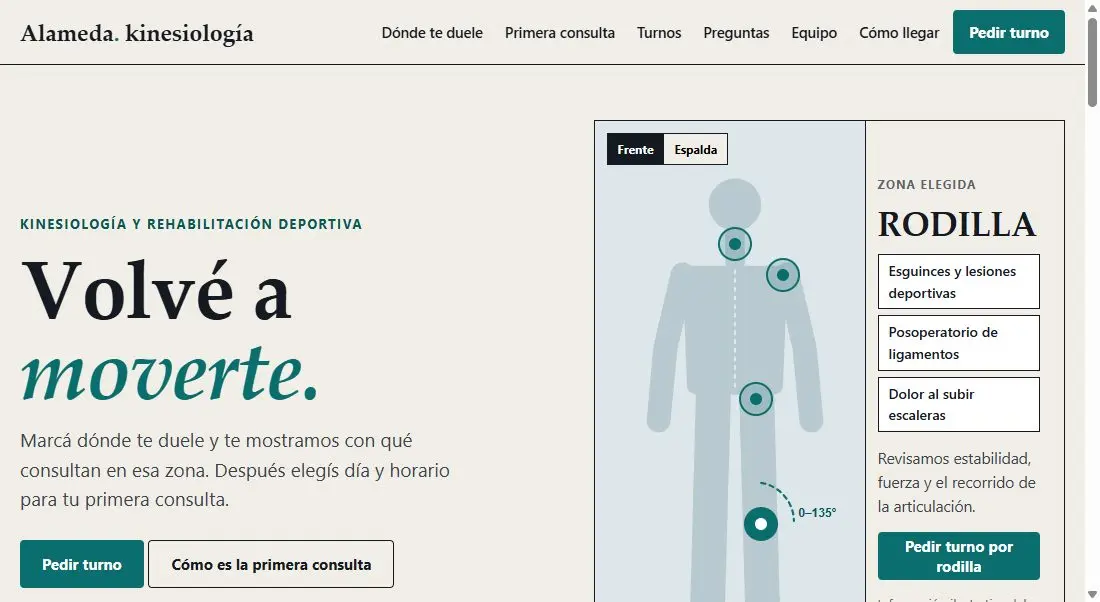 Alameda. kinesiología
Dónde te duele
Primera consulta
Turnos
Preguntas
Equipo
Cómo llegar
Pedir turno
KINESIOLOGÍA Y REHABILITACIÓN DEPORTIVA
Volvé a
moverte.
Marcá dónde te duele y te mostramos con qué
consultan en esa zona. Después elegís día y horario
para tu primera consulta.
Pedir turno
Cómo es la primera consulta
Frente
Espalda
0–135°
ZONA ELEGIDA
RODILLA
Esguinces y lesiones
deportivas
Posoperatorio de
ligamentos
Dolor al subir
escaleras
Revisamos estabilidad,
fuerza y el recorrido de
la articulación.
Pedir turno por
rodilla